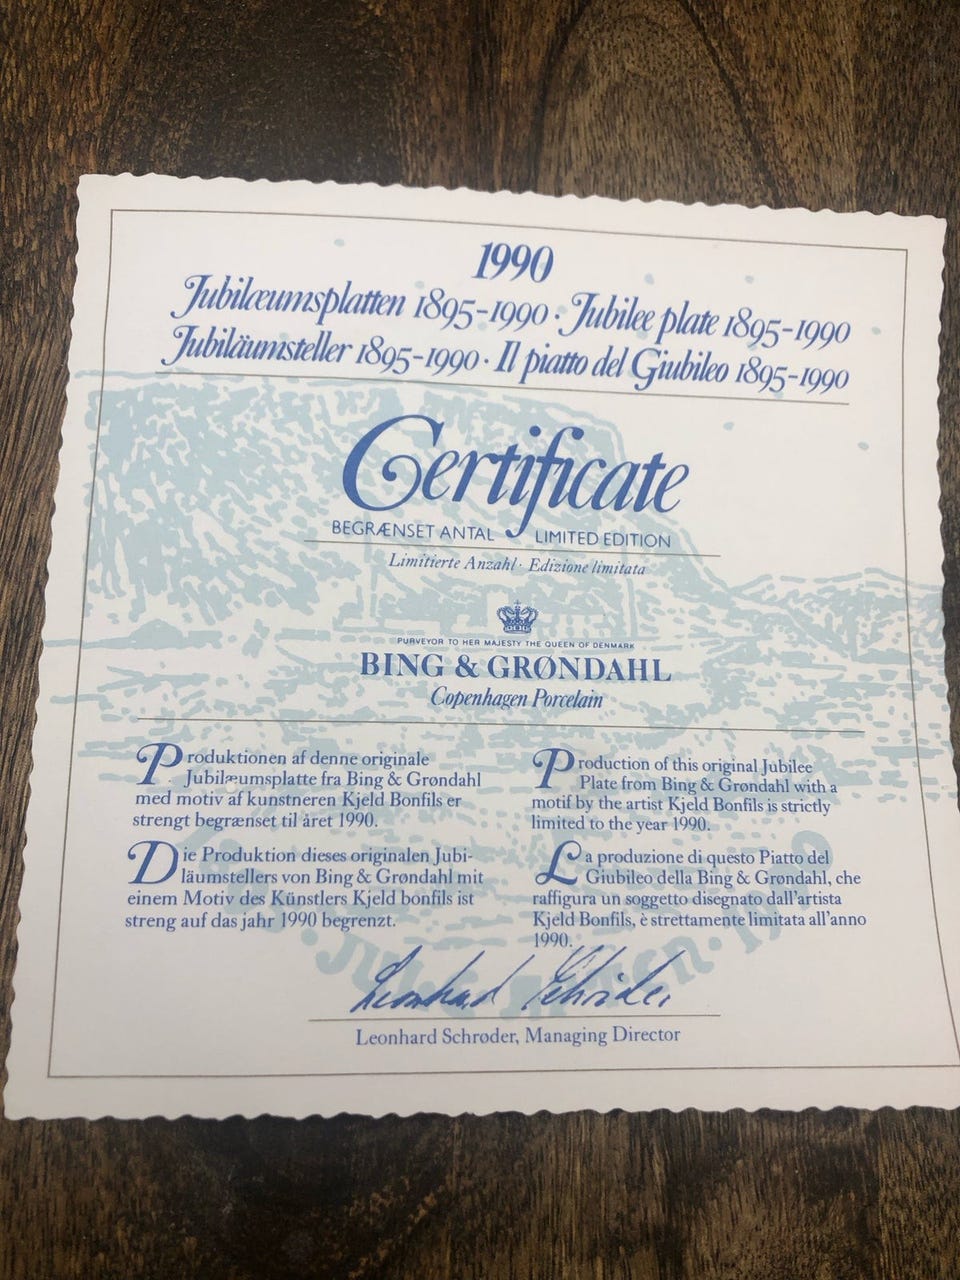 1990
Jubilæumsplatten 1895-1990 · Jubilee plate 1895-1990
Jubiläumsteller 1895-1990 · Il piatto del Giubileo 1895-1990
Certificate
BEGRÆNSET ANTAL LIMITED EDITION
Limitierte Anzahl · Edizione limitata
PURVEYOR TO HER MAJESTY THE QUEEN OF DENMARK
BING & GRØNDAHL
Copenhagen Porcelain
Produktionen af denne originale
Jubilæumsplatte fra Bing & Grøndahl
med motiv af kunstneren Kjeld Bonfils er
strengt begrænset til året 1990.
Production of this original Jubilee
Plate from Bing & Grøndahl with a
motif by the artist Kjeld Bonfils is strictly
limited to the year 1990.
Die Produktion dieses originalen Jubi-
läumstellers von Bing & Grøndahl mit
einem Motiv des Künstlers Kjeld bonfils ist
streng auf das jahr 1990 begrenzt.
La produzione di questo Piatto del
Giubileo della Bing & Grøndahl, che
raffigura un soggetto disegnato dall'artista
Kjeld Bonfils, è strettamente limitata all'anno
1990.
Leonhard Schrøder
Leonhard Schrøder, Managing Director